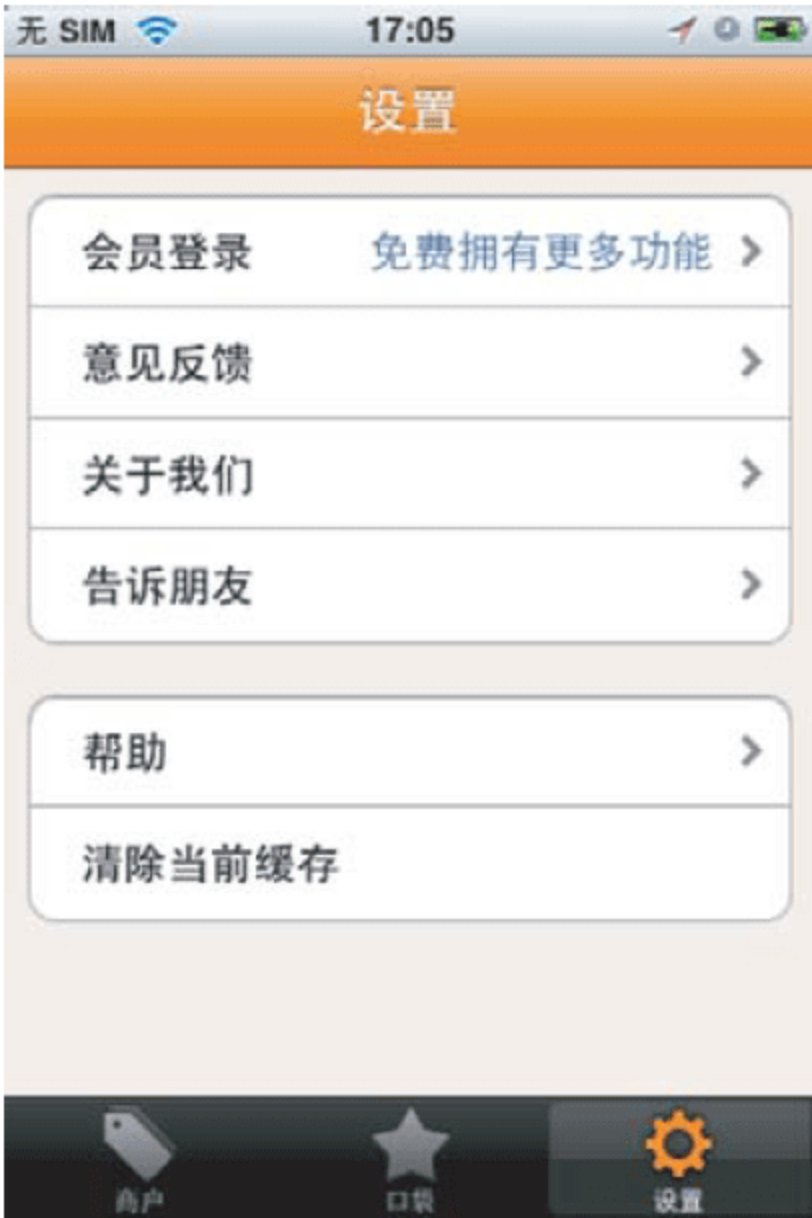 无 SIM 17:05
设置
会员登录 免费拥有更多功能
意见反馈
关于我们
告诉朋友
帮助
清除当前缓存
商户 口袋 设置